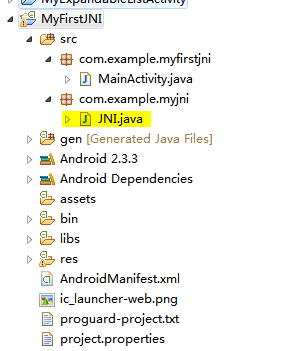 MyExpandableListActivity
MyFirstJNI
src
com.example.myfirstjni
MainActivity.java
com.example.myjni
JNI.java
gen [Generated Java Files]
Android 2.3.3
Android Dependencies
assets
bin
libs
res
AndroidManifest.xml
ic_launcher-web.png
proguard-project.txt
project.properties